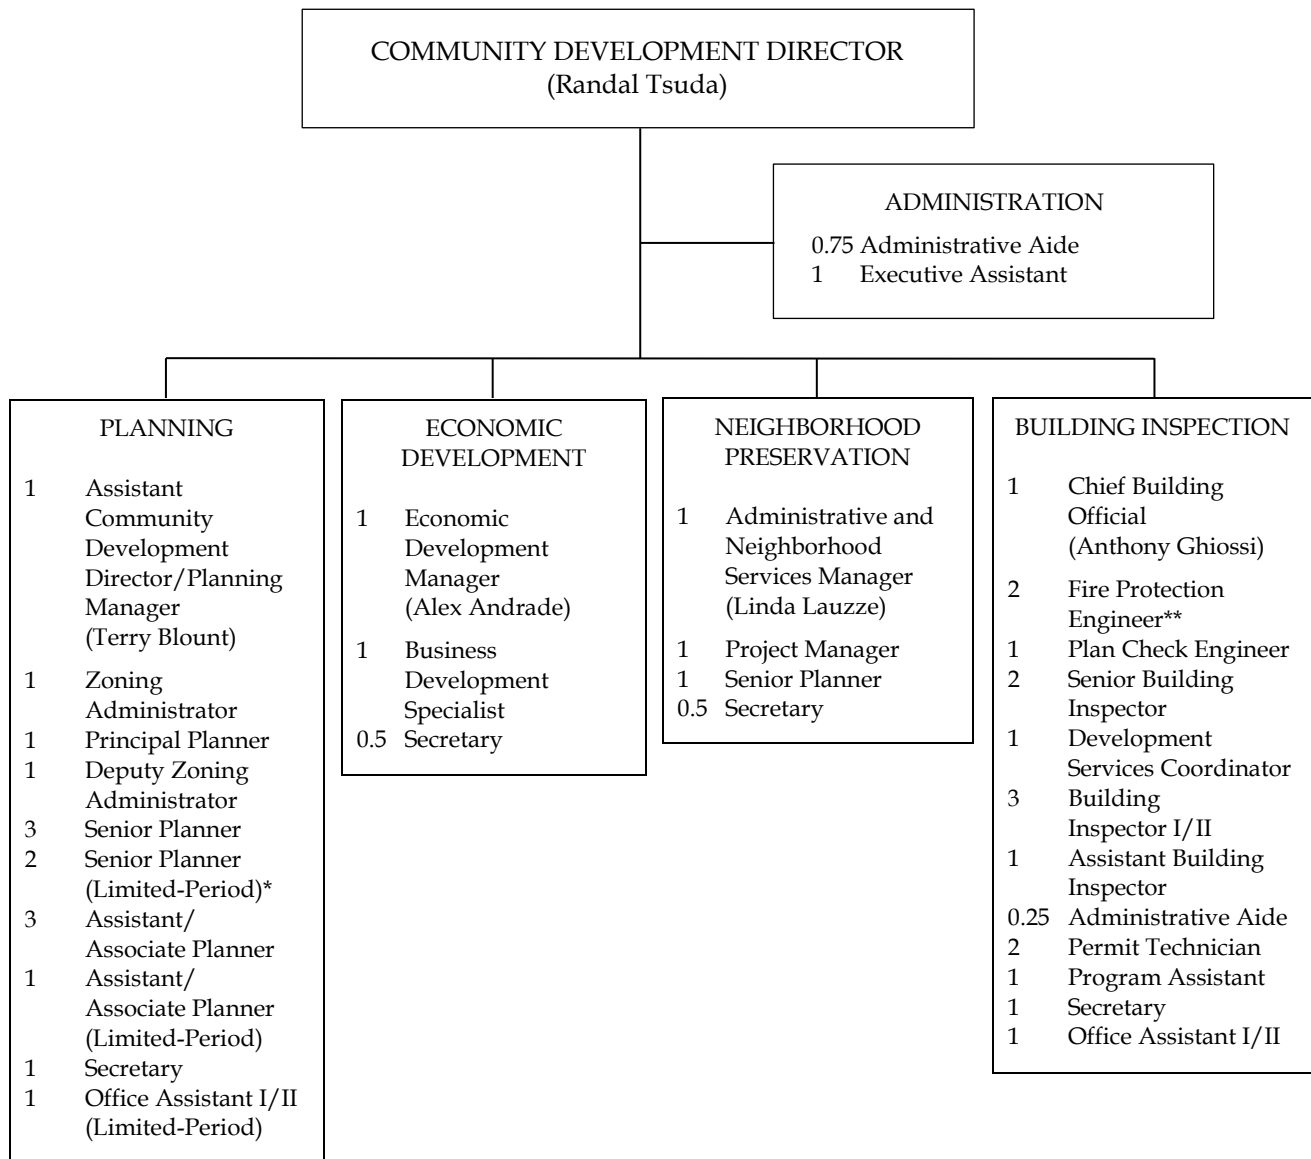 COMMUNITY DEVELOPMENT DIRECTOR
(Randal Tsuda)
ADMINISTRATION
0.75 Administrative Aide
1 Executive Assistant
PLANNING
1 Assistant
Community
Development
Director/Planning
Manager
(Terry Blount)
1 Zoning
Administrator
1 Principal Planner
1 Deputy Zoning
Administrator
3 Senior Planner
2 Senior Planner
(Limited-Period)*
3 Assistant/
Associate Planner
1 Assistant/
Associate Planner
(Limited-Period)
1 Secretary
1 Office Assistant I/II
(Limited-Period)
ECONOMIC
DEVELOPMENT
1 Economic
Development
Manager
(Alex Andrade)
1 Business
Development
Specialist
0.5 Secretary
NEIGHBORHOOD
PRESERVATION
1 Administrative and
Neighborhood
Services Manager
(Linda Lauzze)
1 Project Manager
1 Senior Planner
0.5 Secretary
BUILDING INSPECTION
1 Chief Building
Official
(Anthony Ghiossi)
2 Fire Protection
Engineer**
1 Plan Check Engineer
2 Senior Building
Inspector
1 Development
Services Coordinator
3 Building
Inspector I/II
1 Assistant Building
Inspector
0.25 Administrative Aide
2 Permit Technician
1 Program Assistant
1 Secretary
1 Office Assistant I/II